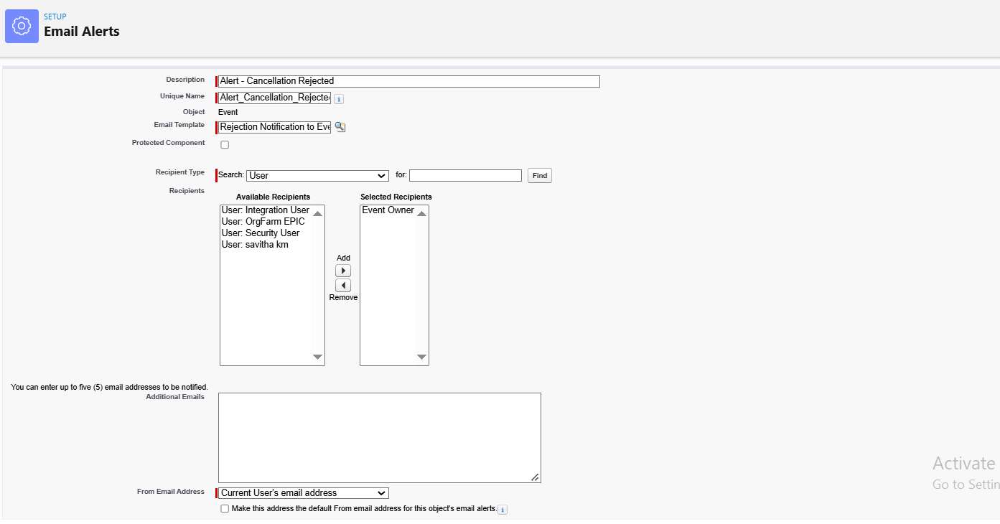 SETUP
Email Alerts
Description Alert - Cancellation Rejected
Unique Name Alert_Cancellation_Rejected i
Object Event
Email Template Rejection Notification to Eve
Protected Component
Recipient Type Search: User for: Find
Recipients
Available Recipients Selected Recipients
User: Integration User Event Owner
User: OrgFarm EPIC
User: Security User
User: savitha km
Add
Remove
You can enter up to five (5) email addresses to be notified.
Additional Emails
Activate
Go to Settin
From Email Address Current User's email address
Make this address the default From email address for this object's email alerts. i